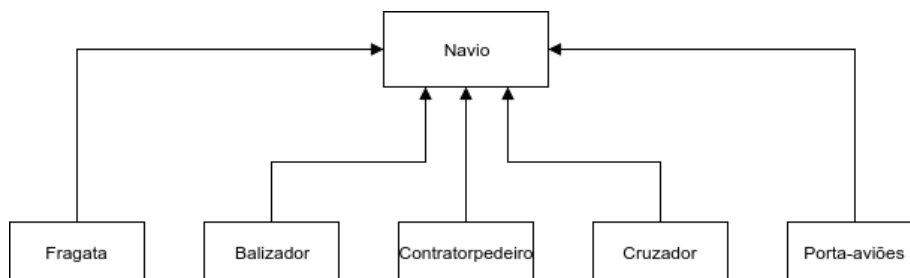 Navio
Fragata
Balizador
Contratorpedeiro
Cruzador
Porta-aviões